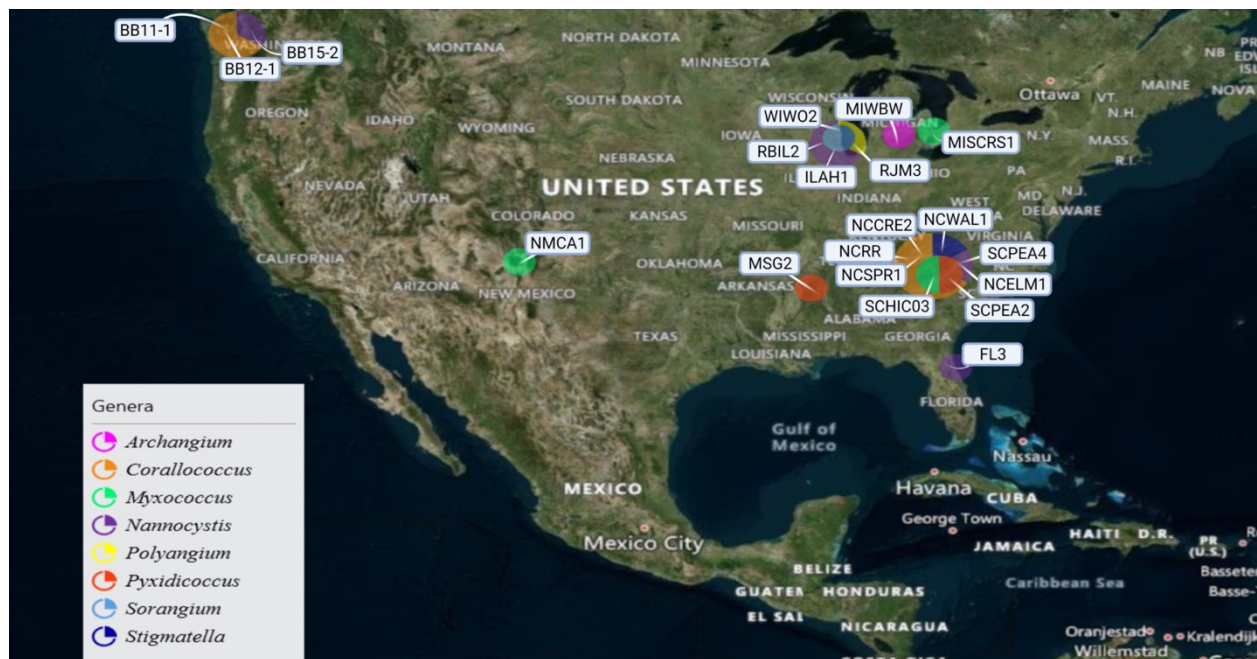 BB11-1
BB15-2
BB12-1
MONTANA
NORTH DAKOTA
MINNESOTA
SOUTH DAKOTA
WISCONSIN
OREGON
IDAHO
WYOMING
IOWA
NEBRASKA
NEVADA
UTAH
COLORADO
UNITED STATES
KANSAS
MISSOURI
INDIANA
CALIFORNIA
ARIZONA
NEW MEXICO
OKLAHOMA
ARKANSAS
TEXAS
MISSISSIPPI
LOUISIANA
GEORGIA
FLORIDA
Ottawa
MAINE
VT.
N.H.
NB
N.Y.
MASS.
R.I.
PA
N.J.
MD.
DELAWARE
WEST
VIRGINIA
WIWO2
MIWBW
MISCRS1
RBIL2
ILAH1
RJM3
NMCA1
MSG2
NCCRE2
NCWAL1
NCRR
SCPEA4
NCSPR1
NCELM1
SCHIC03
SCPEA2
FL3
Genera
Archangium
Corallococcus
Myxococcus
Nannocystis
Polyangium
Pyxidicoccus
Sorangium
Stigmatella
Gulf of
Mexico
Nassau
MEXICO
Havana
CUBA
Mexico City
George Town
JAMAICA
HAITI
D.R.
PR
(U.S.)
BELIZE
HONDURAS
Caribbean Sea
EL SAL
NICARAGUA
Basse-
Oranjestad
Kralendijk
Willemstad